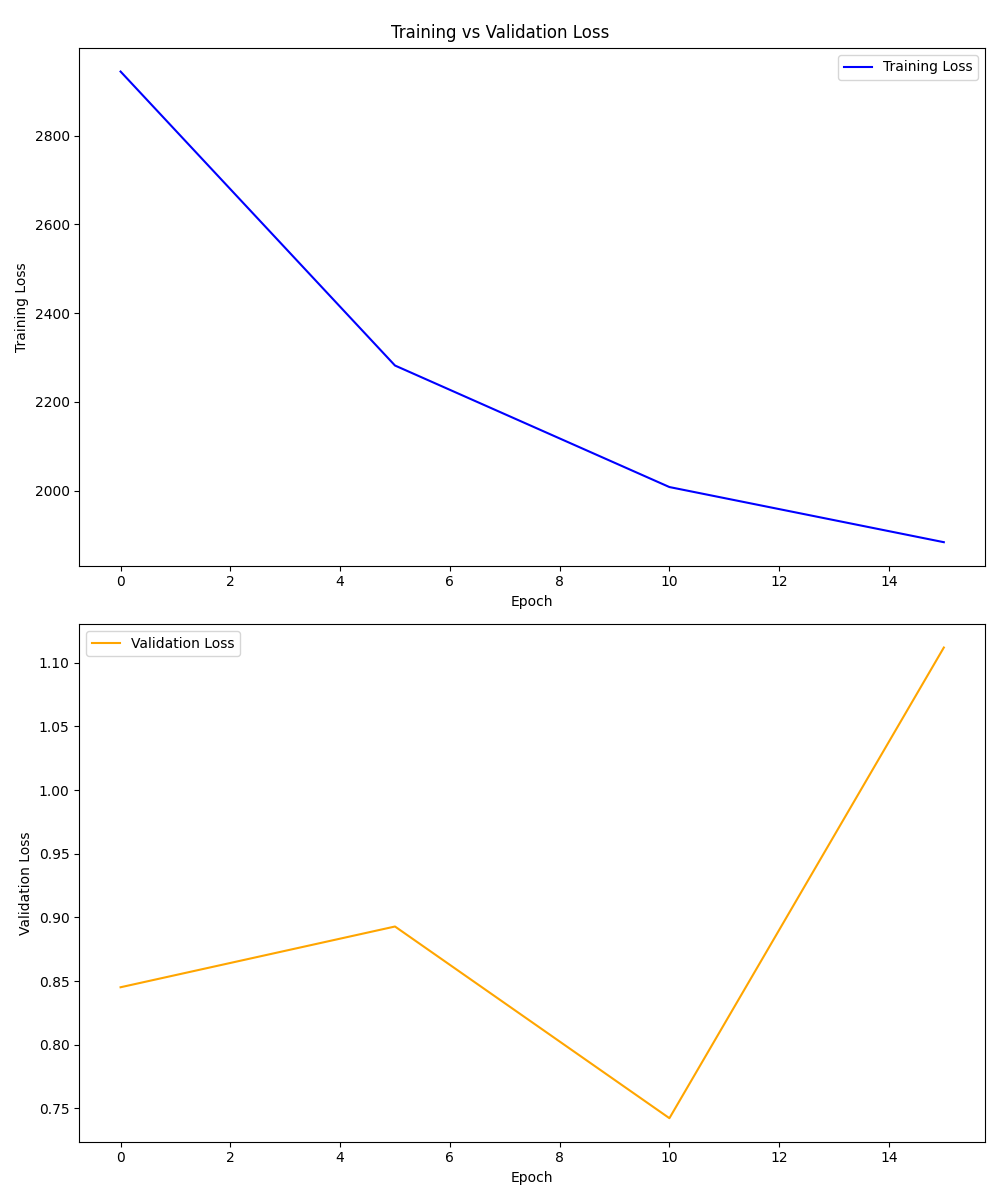 Training vs Validation Loss
Training Loss
2800
2600
2400
2200
2000
Training Loss
0 2 4 6 8 10 12 14
Epoch
Validation Loss
1.10
1.05
1.00
0.95
0.90
0.85
0.80
0.75
Validation Loss
0 2 4 6 8 10 12 14
Epoch